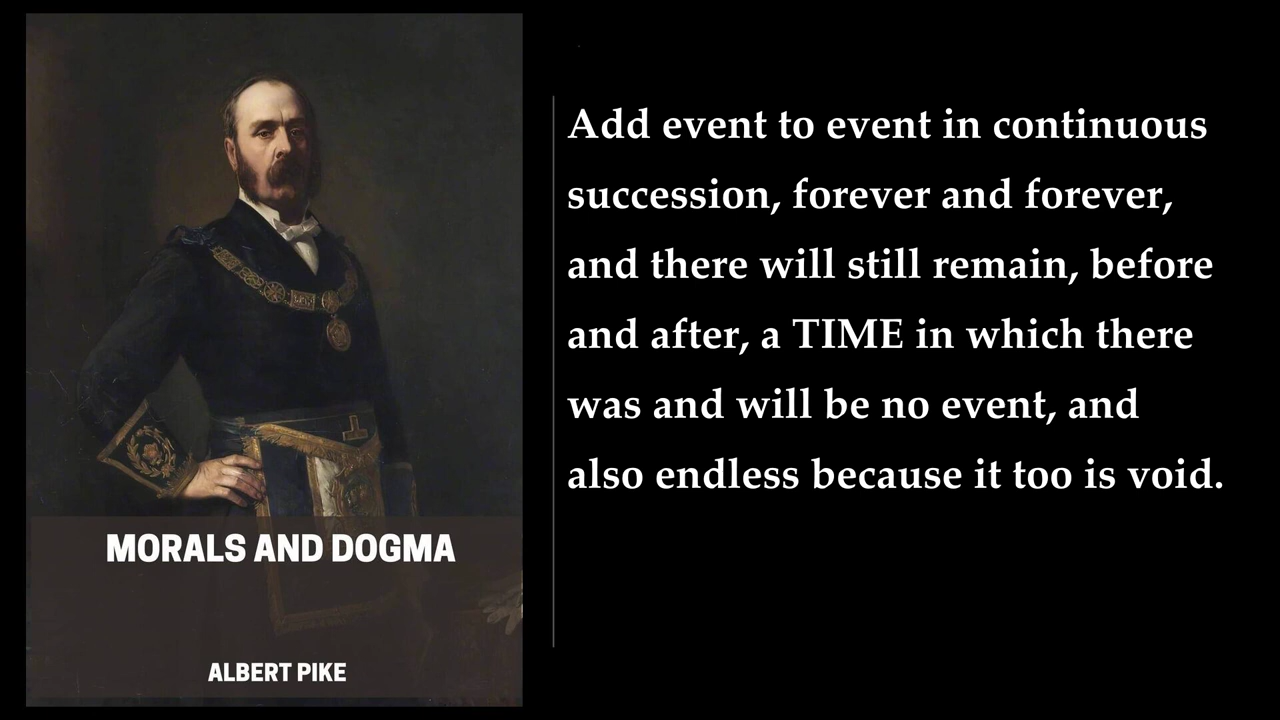 MORALS AND DOGMA
ALBERT PIKE
Add event to event in continuous
succession, forever and forever,
and there will still remain, before
and after, a TIME in which there
was and will be no event, and
also endless because it too is void.